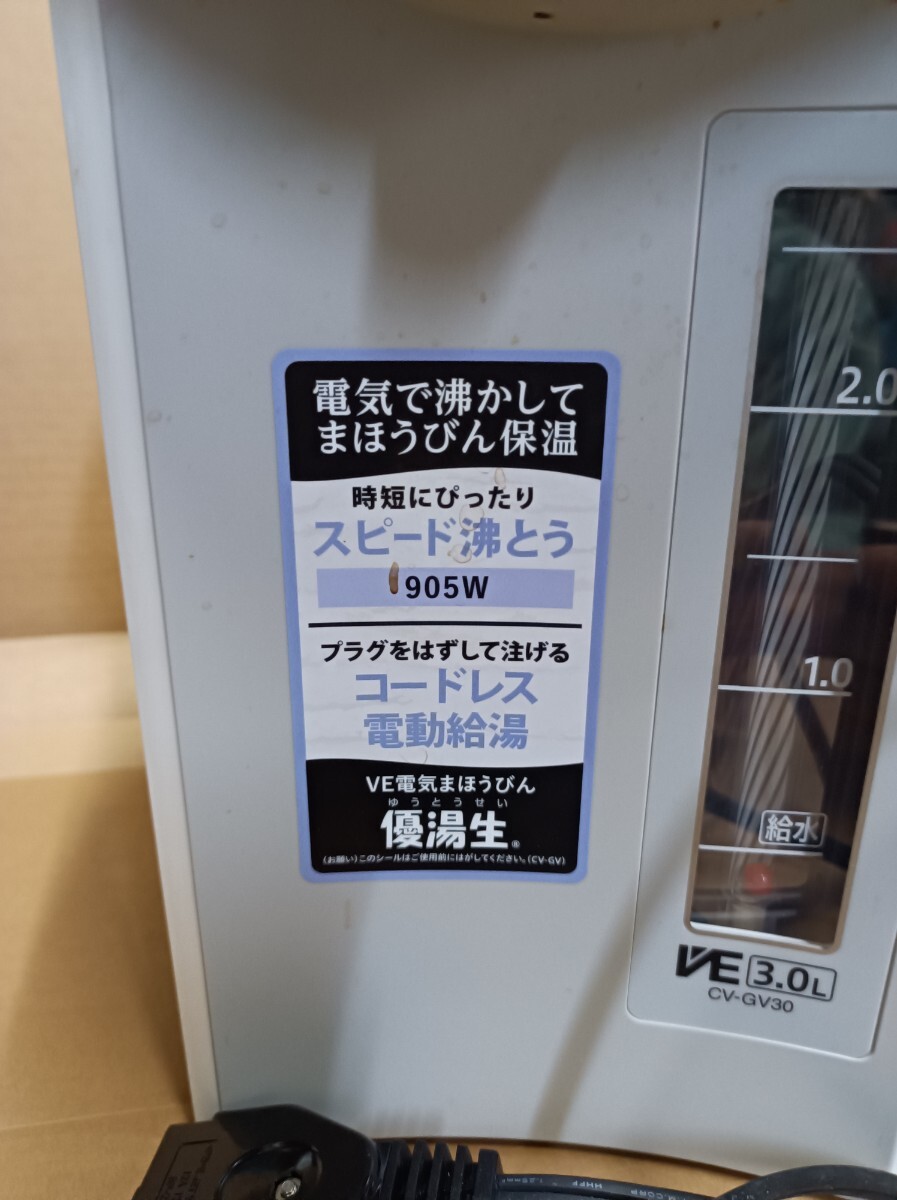 電気で沸かして
まほうびん保温
時短にぴったり
スピード沸とう
905W
プラグをはずして注げる
コードレス
電動給湯
VE電気まほうびん
ゆうとうせい
優湯生®
(お願い)このシールはご使用前にはがしてください。(CV-GV)
2.0
1.0
給水
VE 3.0L
CV-GV30